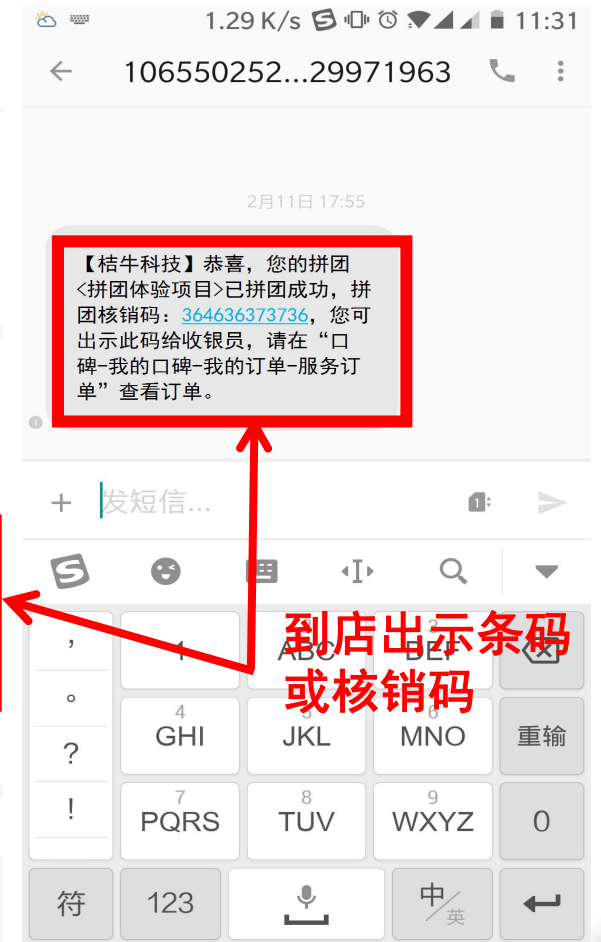 1.29 K/s 11:31
106550252...29971963
2月11日 17:55
【桔牛科技】恭喜，您的拼团
<拼团体验项目>已拼团成功，拼
团核销码：364636373736，您可
出示此码给收银员，请在“口
碑-我的口碑-我的订单-服务订
单”查看订单。
1
发短信...
1
到店出示条码
或核销码
， 1 ABC 3 DEF
。
4 GHI 5 JKL 6 MNO 重输
?
! 7 PQRS 8 TUV 9 WXYZ 0
符 123 中/英